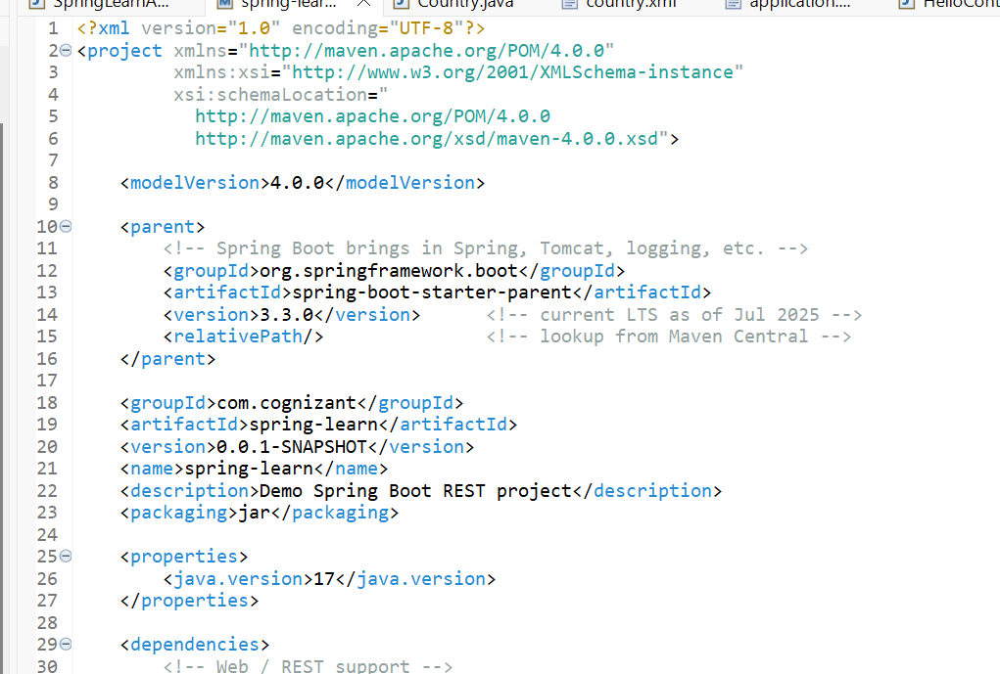 SpringLearnA... spring-lear... Country.java country.xml application.... HelloCont
1 <?xml version="1.0" encoding="UTF-8"?>
2 <project xmlns="http://maven.apache.org/POM/4.0.0"
3 xmlns:xsi="http://www.w3.org/2001/XMLSchema-instance"
4 xsi:schemaLocation="
5 http://maven.apache.org/POM/4.0.0
6 http://maven.apache.org/xsd/maven-4.0.0.xsd">
7
8 <modelVersion>4.0.0</modelVersion>
9
10 <parent>
11 <!-- Spring Boot brings in Spring, Tomcat, logging, etc. -->
12 <groupId>org.springframework.boot</groupId>
13 <artifactId>spring-boot-starter-parent</artifactId>
14 <version>3.3.0</version> <!-- current LTS as of Jul 2025 -->
15 <relativePath/> <!-- lookup from Maven Central -->
16 </parent>
17
18 <groupId>com.cognizant</groupId>
19 <artifactId>spring-learn</artifactId>
20 <version>0.0.1-SNAPSHOT</version>
21 <name>spring-learn</name>
22 <description>Demo Spring Boot REST project</description>
23 <packaging>jar</packaging>
24
25 <properties>
26 <java.version>17</java.version>
27 </properties>
28
29 <dependencies>
30 <!-- Web / REST support -->